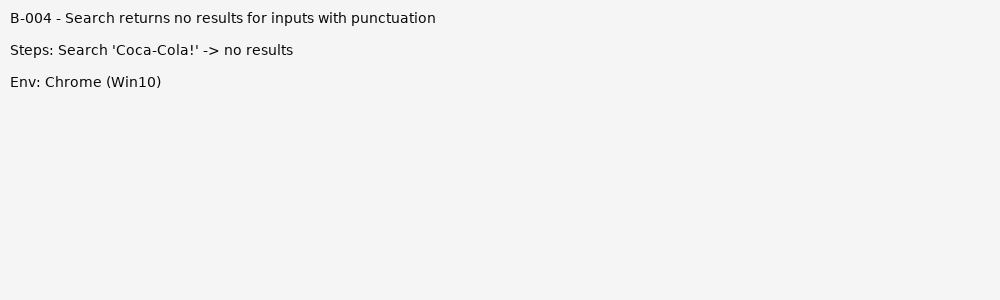 B-004 - Search returns no results for inputs with punctuation
Steps: Search 'Coca-Cola!' -> no results
Env: Chrome (Win10)